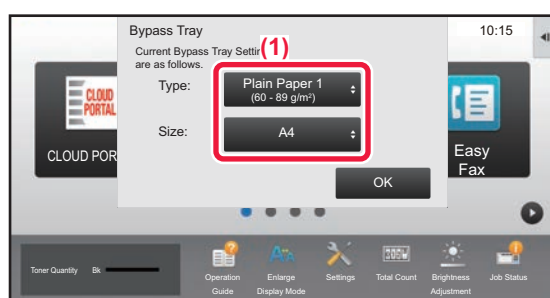 Bypass Tray
10:15
Current Bypass Tray Settin
(1)
are as follows.
Type:
Plain Paper 1
(60 - 89 g/m²)
Size:
A4
OK
CLOUD
PORTAL
CLOUD POR
Easy
Fax
Toner Quantity Bk
Operation
Guide
Enlarge
Display Mode
Settings
Total Count
Brightness
Adjustment
Job Status